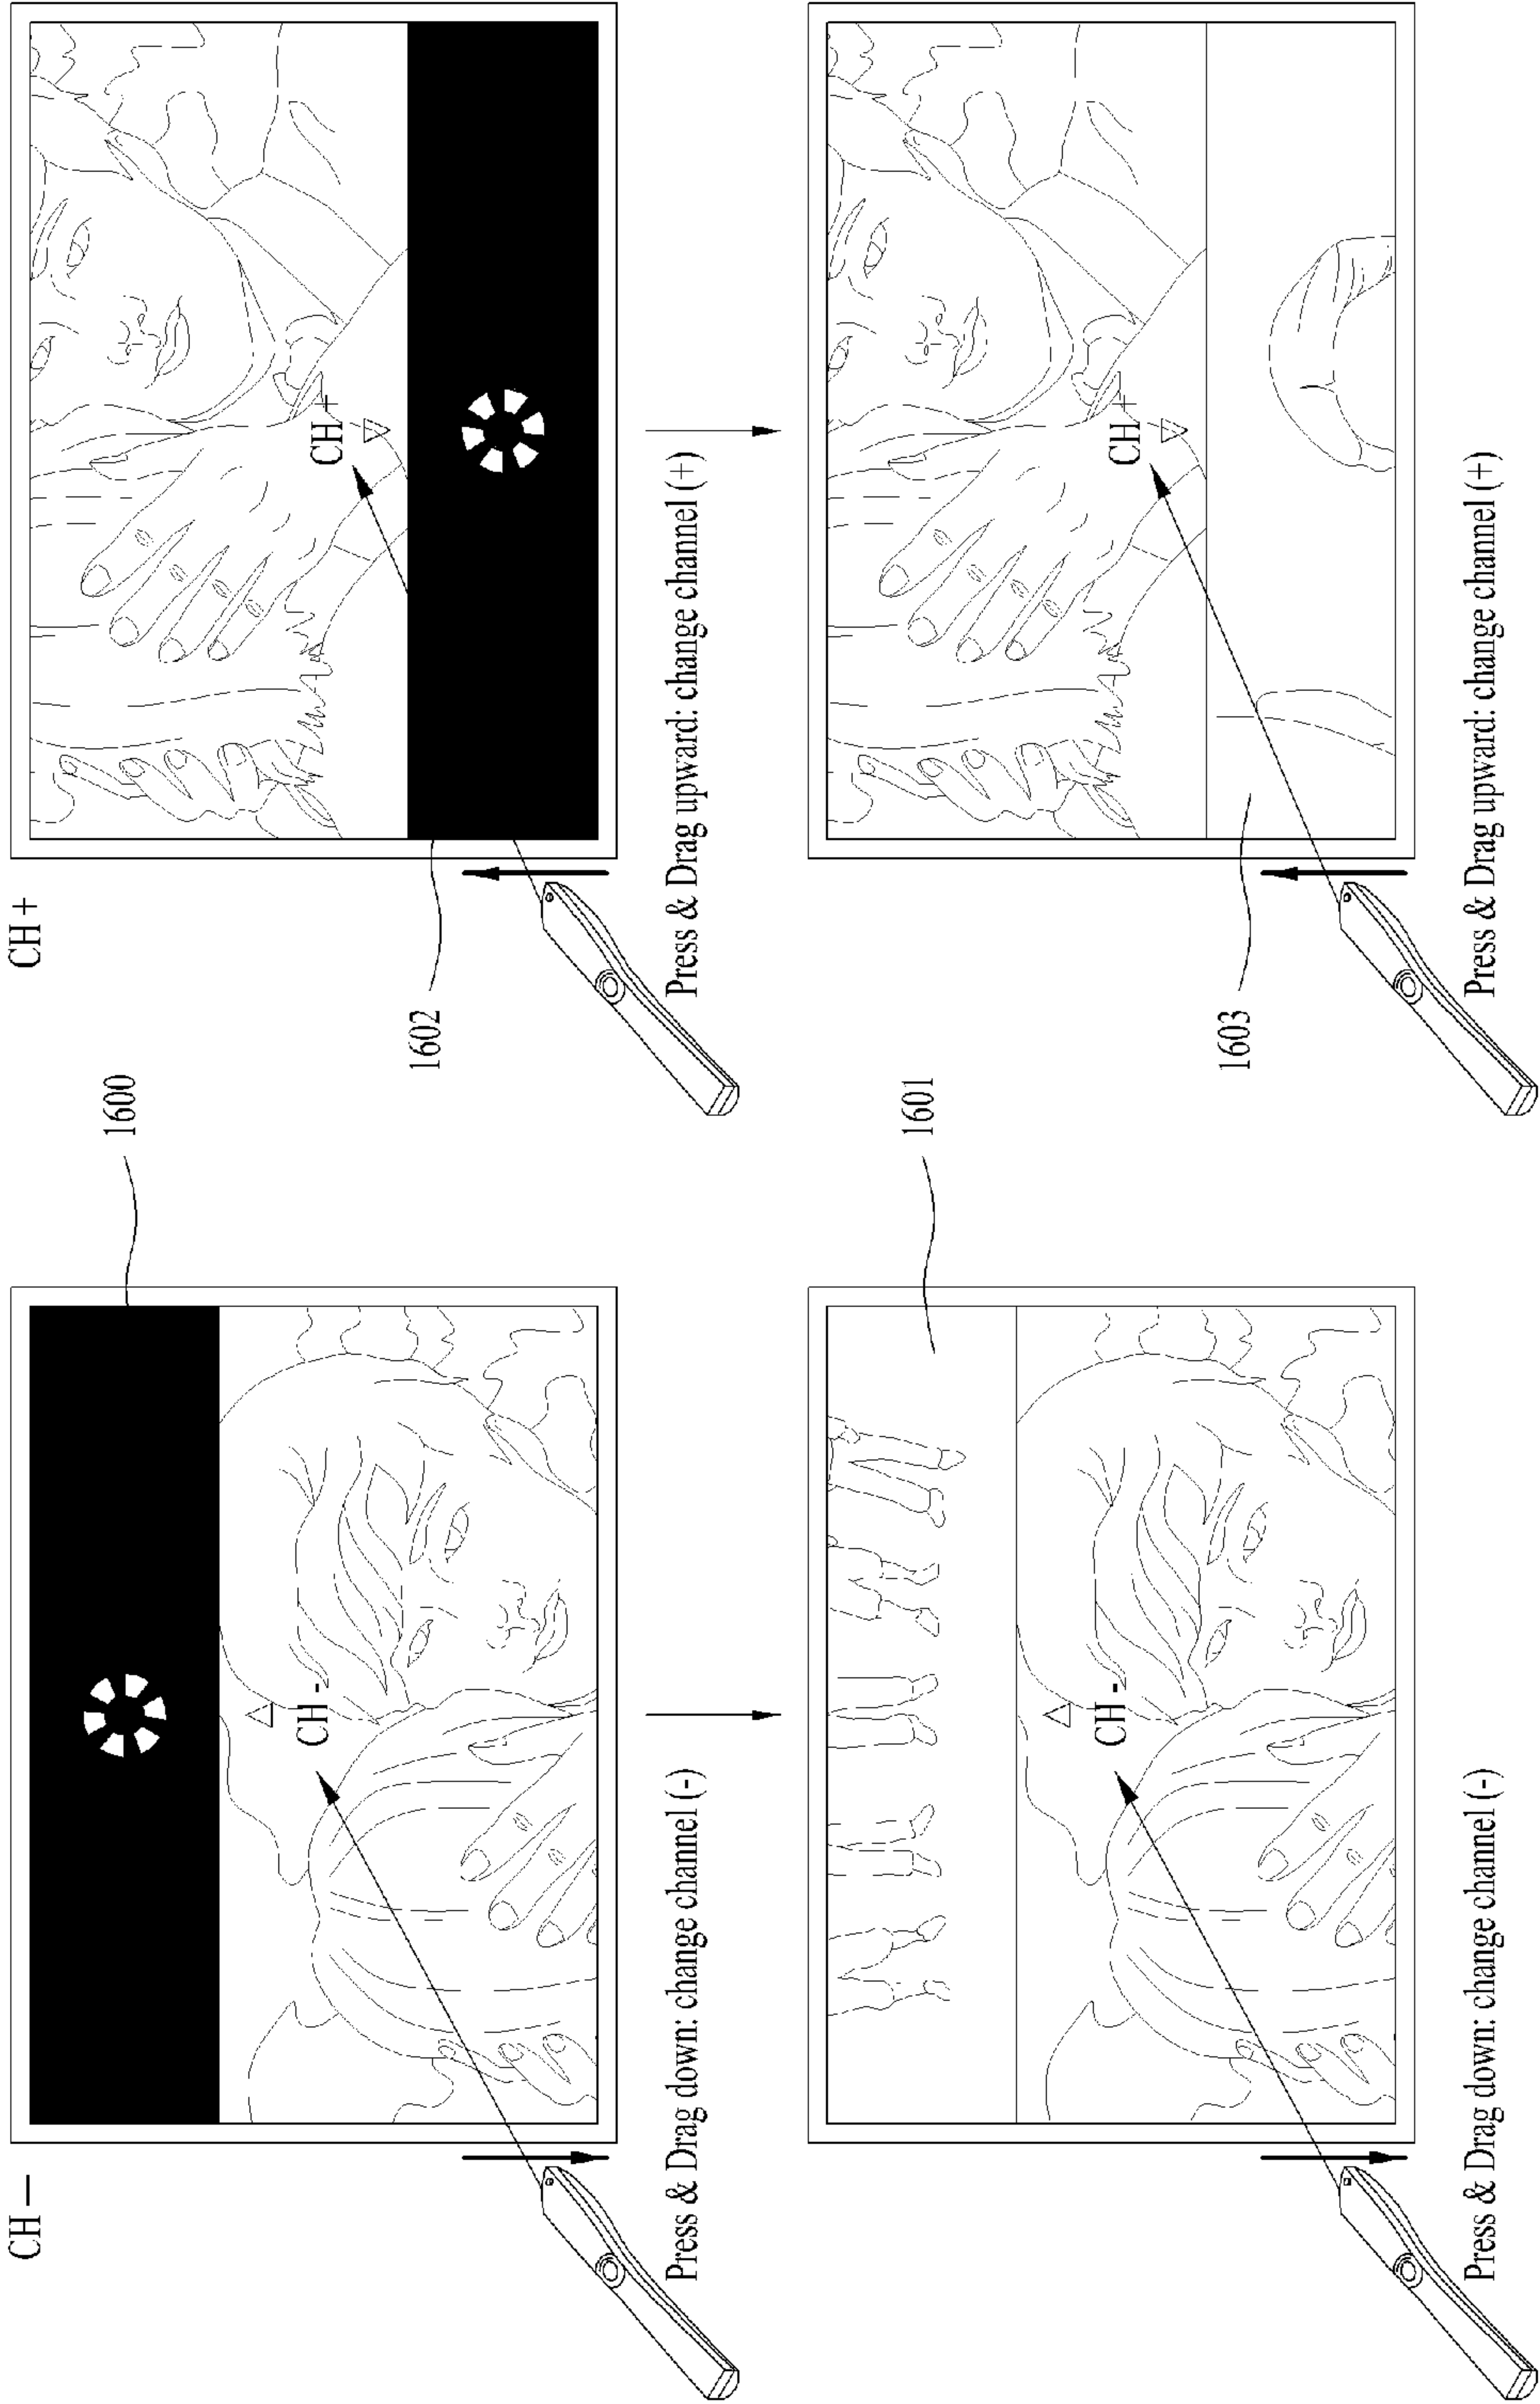 CH —
1600
CH -
Press & Drag down: change channel (-)
1601
CH -
Press & Drag down: change channel (-)
CH +
1602
CH +
Press & Drag upward: change channel (+)
1603
CH +
Press & Drag upward: change channel (+)